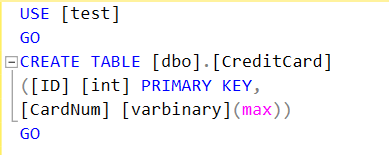 USE [test]
GO
CREATE TABLE [dbo].[CreditCard]
([ID] [int] PRIMARY KEY,
[CardNum] [varbinary](max))
GO